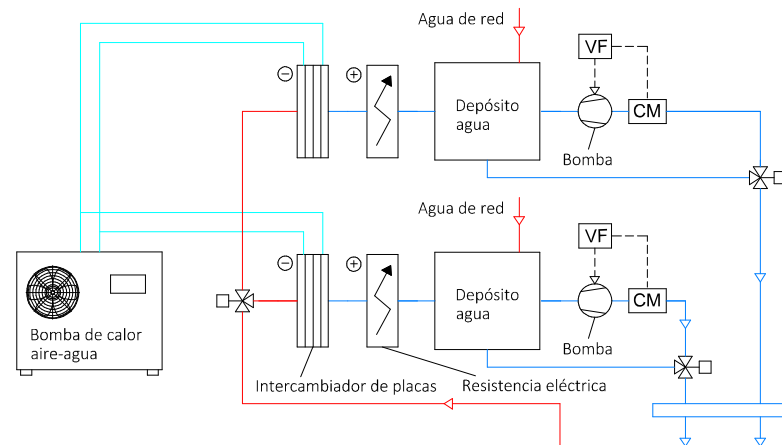 Agua de red
VF
−
+
Depósito
agua
CM
Bomba
Agua de red
VF
−
+
Depósito
agua
CM
Bomba
Bomba de calor
aire-agua
Intercambiador de placas
Resistencia eléctrica